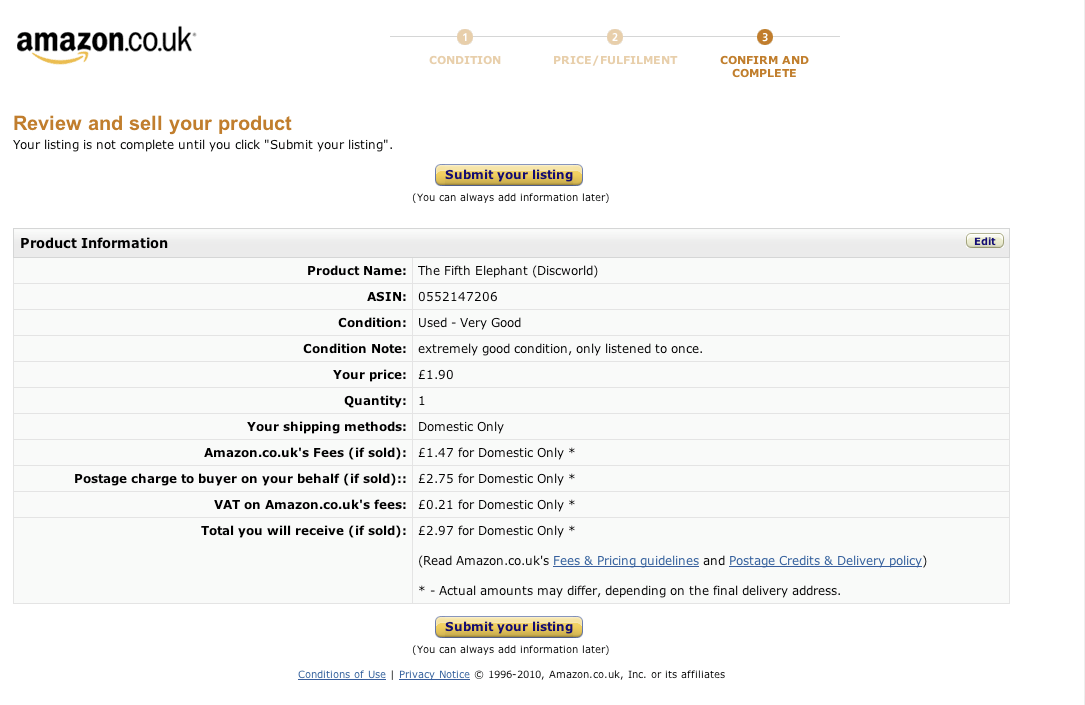 amazon.co.uk
1 2 3
CONDITION PRICE/FULFILMENT CONFIRM AND
COMPLETE
Review and sell your product
Your listing is not complete until you click "Submit your listing".
Submit your listing
(You can always add information later)
Product Information Edit
Product Name: The Fifth Elephant (Discworld)
ASIN: 0552147206
Condition: Used - Very Good
Condition Note: extremely good condition, only listened to once.
Your price: £1.90
Quantity: 1
Your shipping methods: Domestic Only
Amazon.co.uk's Fees (if sold): £1.47 for Domestic Only *
Postage charge to buyer on your behalf (if sold):: £2.75 for Domestic Only *
VAT on Amazon.co.uk's fees: £0.21 for Domestic Only *
Total you will receive (if sold): £2.97 for Domestic Only *
(Read Amazon.co.uk's Fees & Pricing guidelines and Postage Credits & Delivery policy)
* - Actual amounts may differ, depending on the final delivery address.
Submit your listing
(You can always add information later)
Conditions of Use | Privacy Notice © 1996-2010, Amazon.co.uk, Inc. or its affiliates